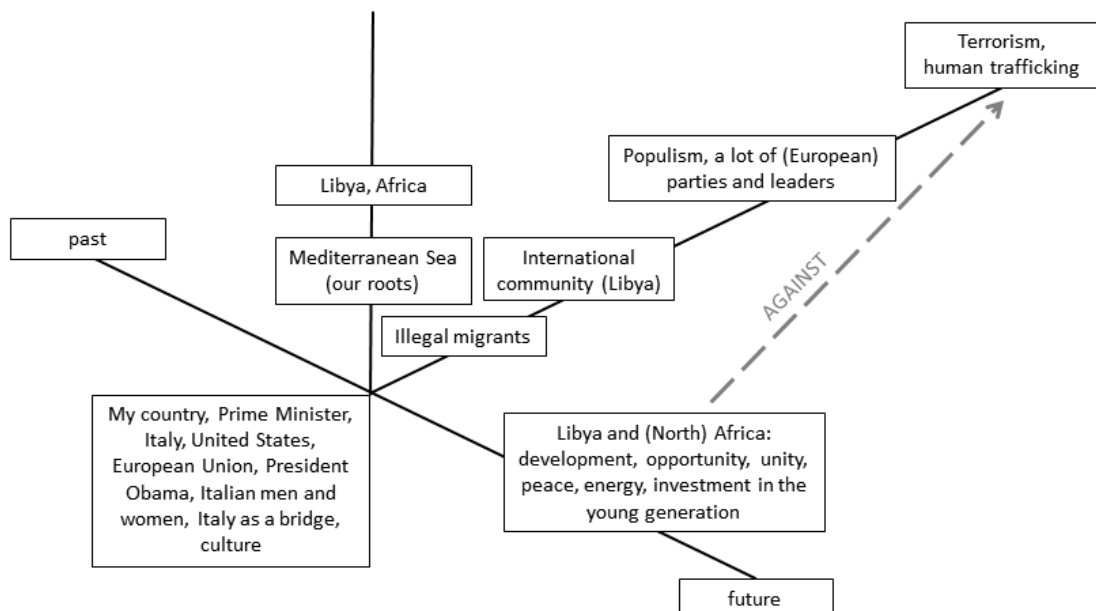 Terrorism,
human trafficking
Populism, a lot of (European)
parties and leaders
Libya, Africa
past
Mediterranean Sea
(our roots)
International
community (Libya)
AGAINST
Illegal migrants
My country, Prime Minister,
Italy, United States,
European Union, President
Obama, Italian men and
women, Italy as a bridge,
culture
Libya and (North) Africa:
development, opportunity, unity,
peace, energy, investment in the
young generation
future